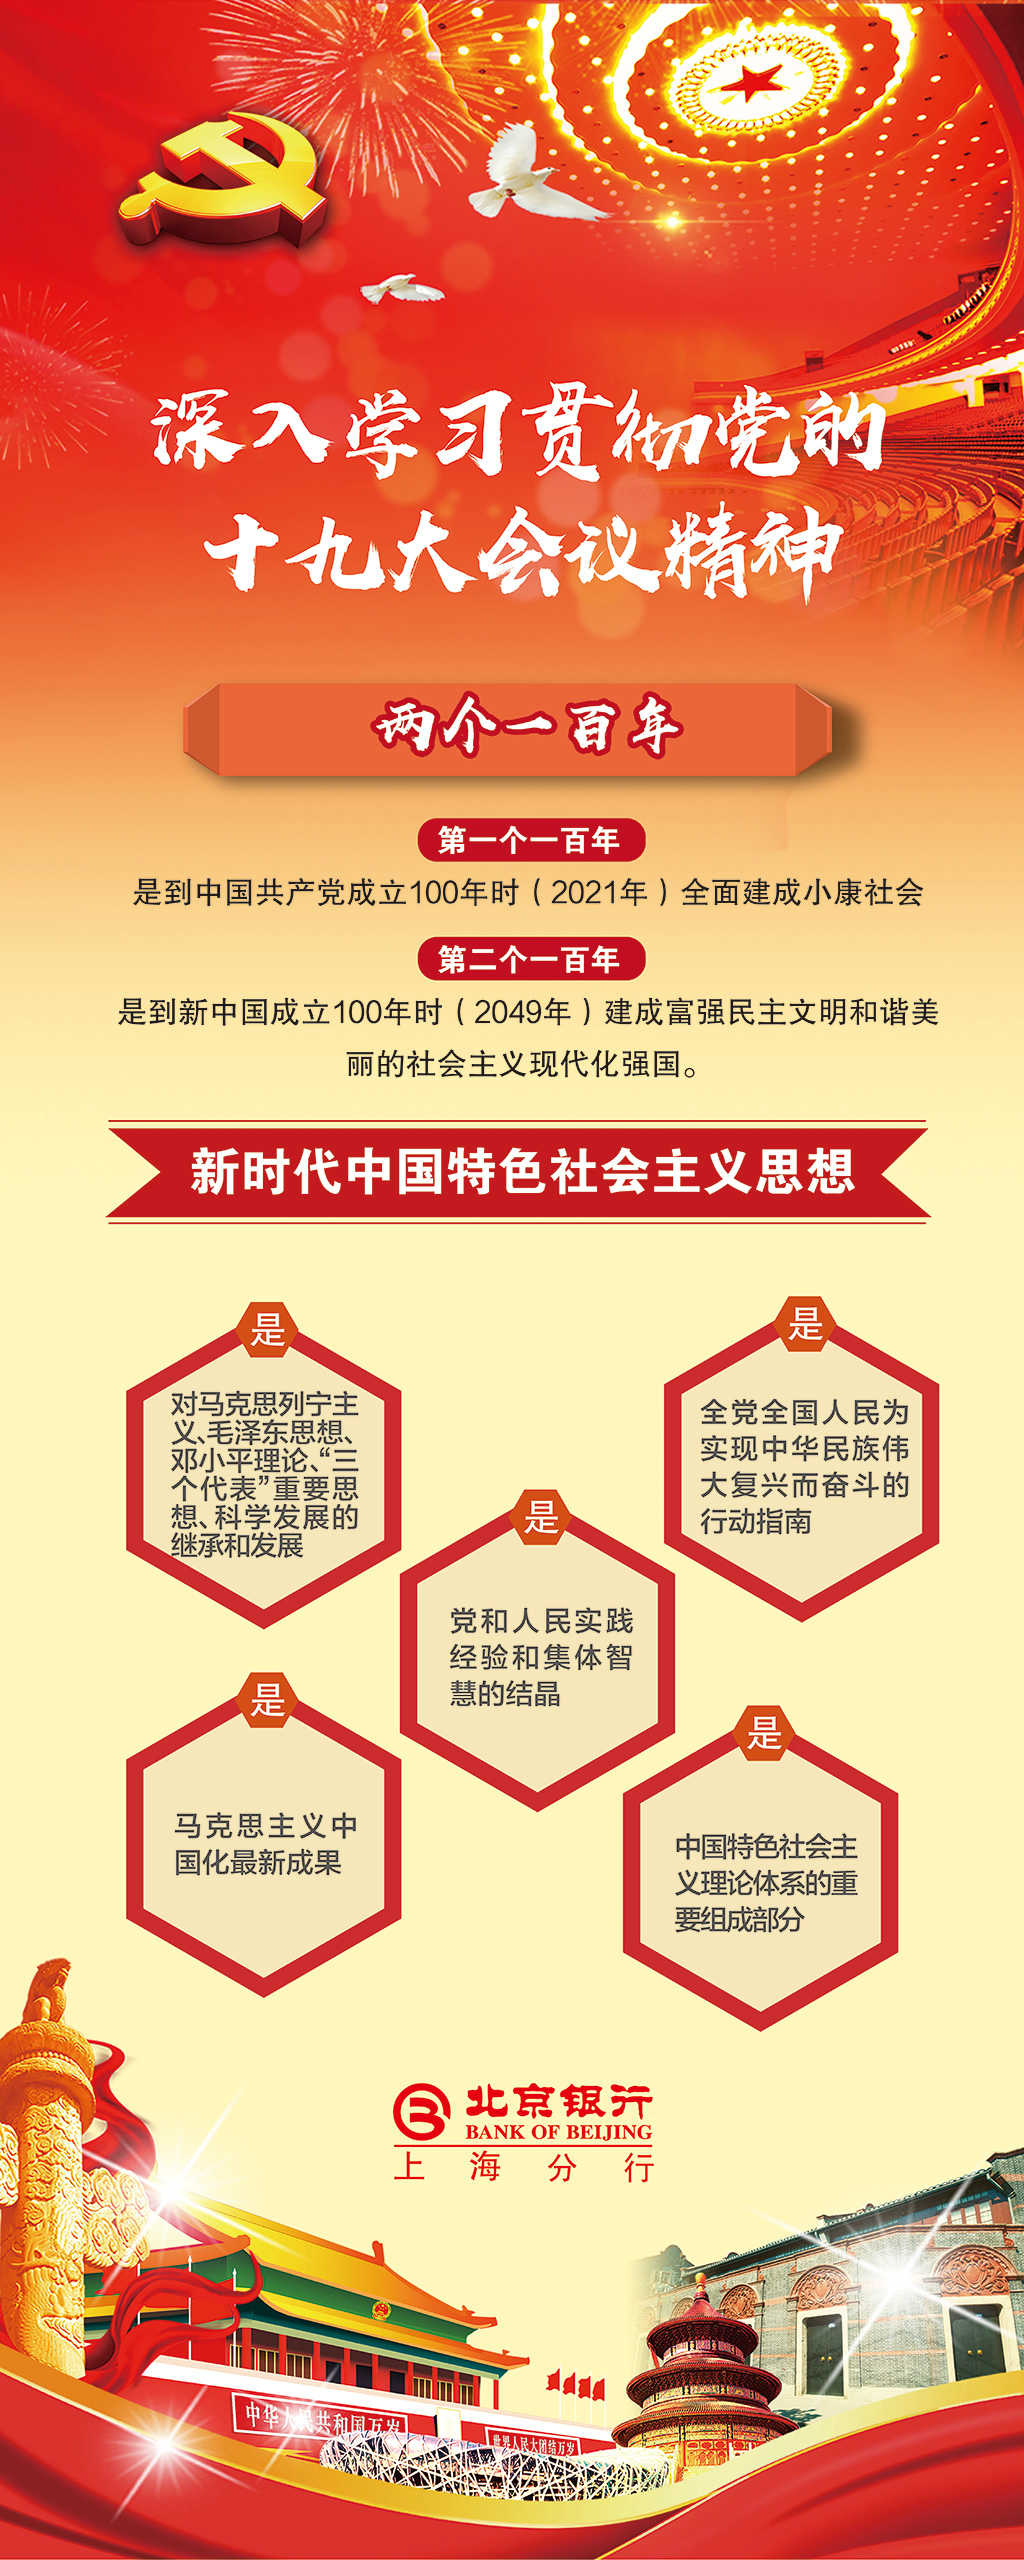 深入学习贯彻党的
十九大会议精神
两个一百年
第一个一百年
是到中国共产党成立100年时（2021年）全面建成小康社会
第二个一百年
是到新中国成立100年时（2049年）建成富强民主文明和谐美
丽的社会主义现代化强国。
新时代中国特色社会主义思想
是
对马克思列宁主
义、毛泽东思想、
邓小平理论、“三
个代表”重要思
想、科学发展的
继承和发展
是
全党全国人民为
实现中华民族伟
大复兴而奋斗的
行动指南
是
党和人民实践
经验和集体智
慧的结晶
是
马克思主义中
国化最新成果
是
中国特色社会主
义理论体系的重
要组成部分
北京银行
BANK OF BEIJING
上海分行
中华人民共和国万岁
世界人民大团结万岁